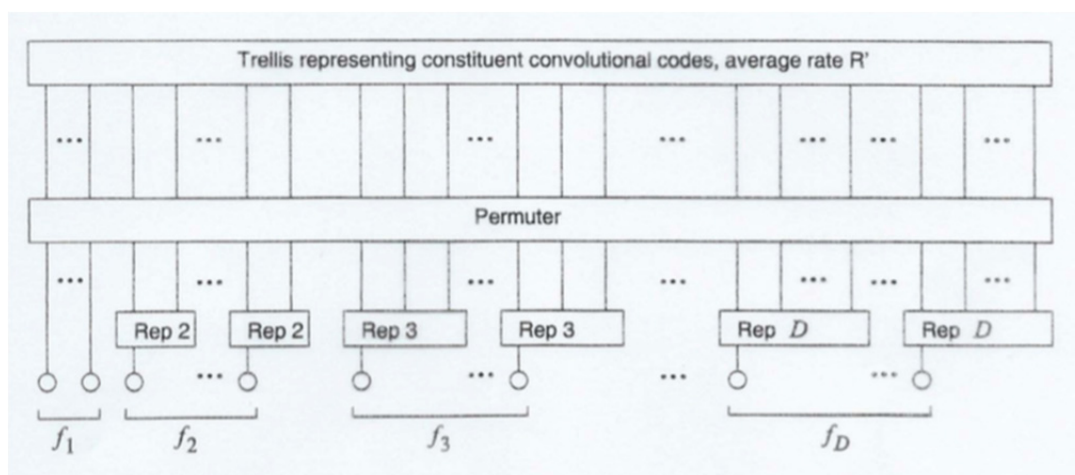 Trellis representing constituent convolutional codes, average rate R'
... ... ... ... ... ... ...
Permuter
... ... ... ... ... ... ...
Rep 2 Rep 2 Rep 3 Rep 3 Rep D Rep D
... ... ... ...
f1 f2 f3 fD